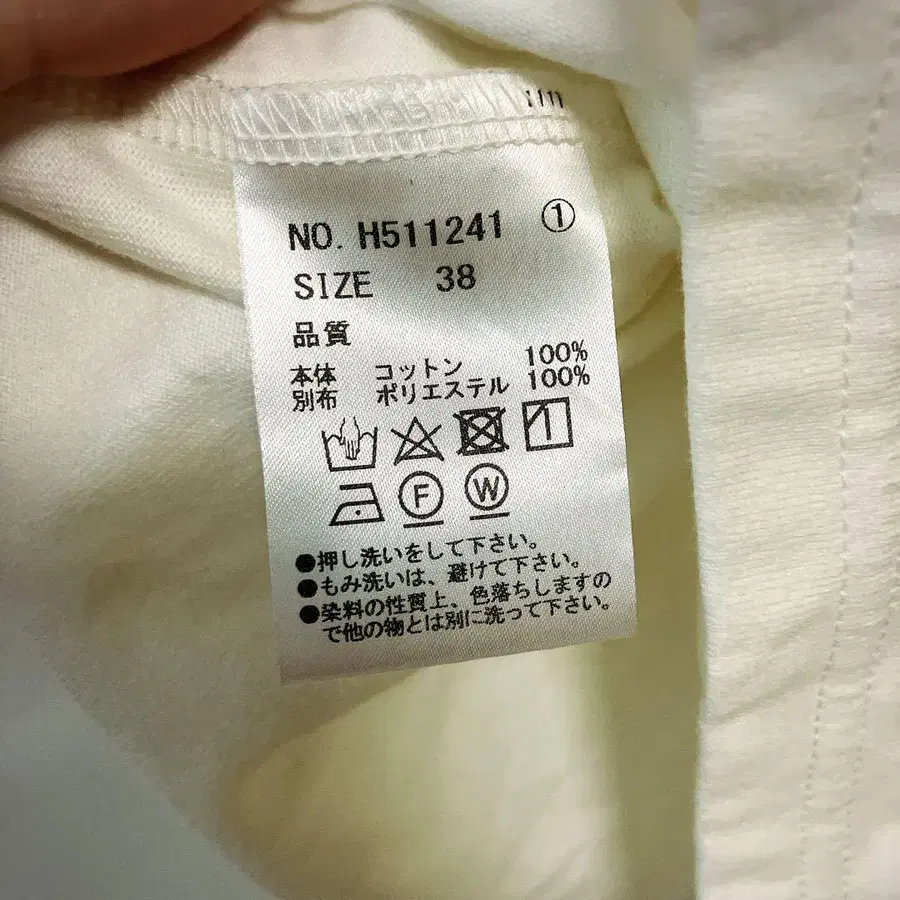 NO. H511241 ①
SIZE 38
品質
本体 コットン 100%
別布 ポリエステル 100%
F W
●押し洗いをして下さい。
●もみ洗いは、避けて下さい。
●染料の性質上、色落ちしますの
で他の物とは別に洗って下さい。